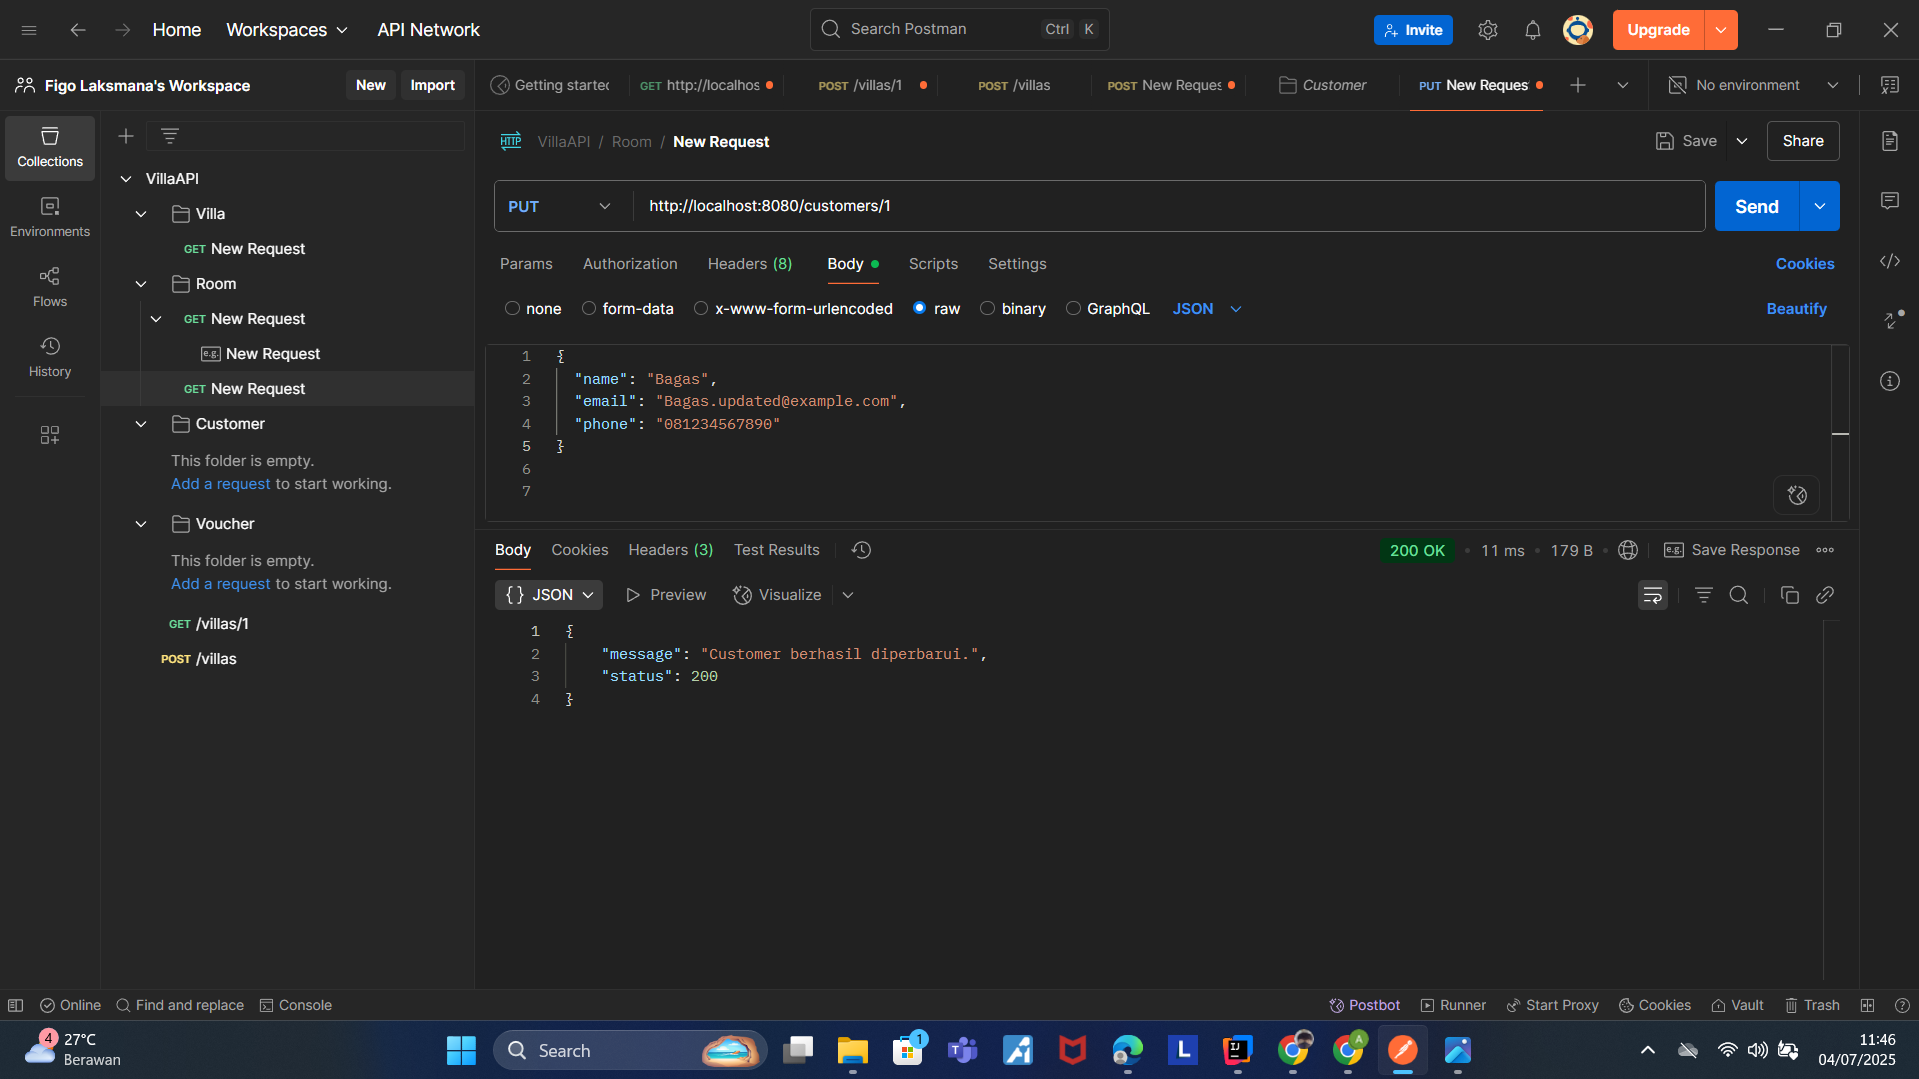 Home
Workspaces
API Network
Search Postman
Ctrl
K
Invite
Upgrade
Figo Laksmana's Workspace
New
Import
Getting started
GET http://localhos
POST /villas/1
POST /villas
POST New Reques
Customer
PUT New Reques
No environment
Collections
Environments
Flows
History
VillaAPI
Villa
GET New Request
Room
GET New Request
e.g. New Request
GET New Request
Customer
This folder is empty.
Add a request to start working.
Voucher
This folder is empty.
Add a request to start working.
GET /villas/1
POST /villas
HTTP
VillaAPI / Room / New Request
Save
Share
PUT
http://localhost:8080/customers/1
Send
Params
Authorization
Headers (8)
Body
Scripts
Settings
Cookies
none
form-data
x-www-form-urlencoded
raw
binary
GraphQL
JSON
Beautify
1 {
2 "name": "Bagas",
3 "email": "Bagas.updated@example.com",
4 "phone": "081234567890"
5 }
6
7
Body
Cookies
Headers (3)
Test Results
200 OK
11 ms
179 B
e.g. Save Response
{} JSON
Preview
Visualize
1 {
2 "message": "Customer berhasil diperbarui.",
3 "status": 200
4 }
Online
Find and replace
Console
Postbot
Runner
Start Proxy
Cookies
Vault
Trash
4
27°C
Berawan
Search
1
T
L
IJ
A
11:46
04/07/2025